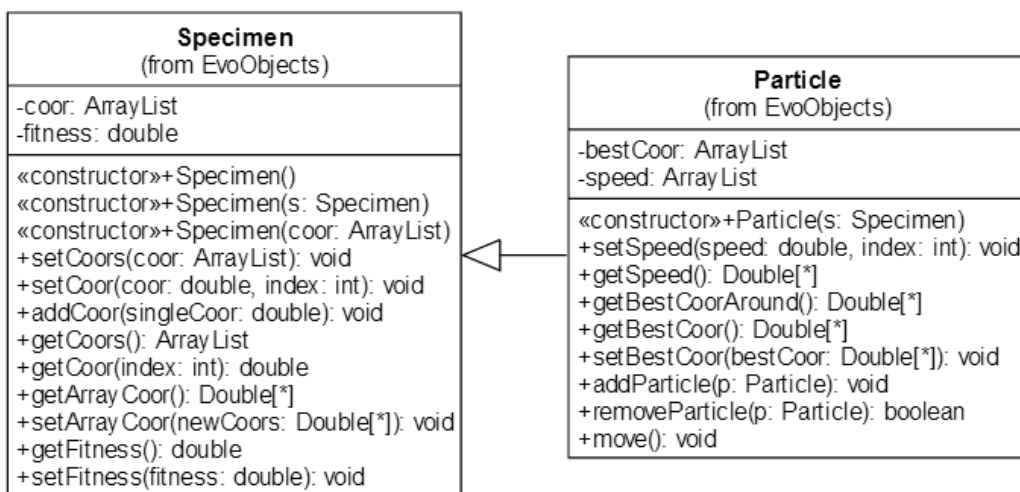 Specimen
(from EvoObjects)
-coor: ArrayList
-fitness: double
«constructor»+Specimen()
«constructor»+Specimen(s: Specimen)
«constructor»+Specimen(coor: ArrayList)
+setCoors(coor: ArrayList): void
+setCoor(coor: double, index: int): void
+addCoor(singleCoor: double): void
+getCoors(): ArrayList
+getCoor(index: int): double
+getArrayCoor(): Double[*]
+setArrayCoor(newCoors: Double[*]): void
+getFitness(): double
+setFitness(fitness: double): void
Particle
(from EvoObjects)
-bestCoor: ArrayList
-speed: ArrayList
«constructor»+Particle(s: Specimen)
+setSpeed(speed: double, index: int): void
+getSpeed(): Double[*]
+getBestCoorAround(): Double[*]
+getBestCoor(): Double[*]
+setBestCoor(bestCoor: Double[*]): void
+addParticle(p: Particle): void
+removeParticle(p: Particle): boolean
+move(): void